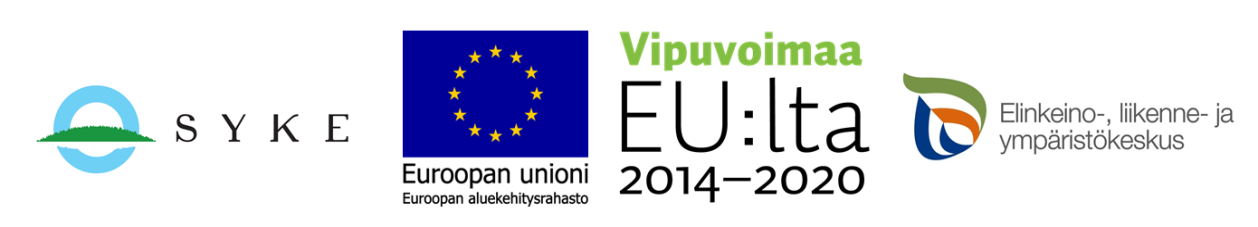 SYKE
Euroopan unioni
Euroopan aluekehitysrahasto
Vipuvoimaa
EU:lta
2014–2020
Elinkeino-, liikenne- ja
ympäristökeskus